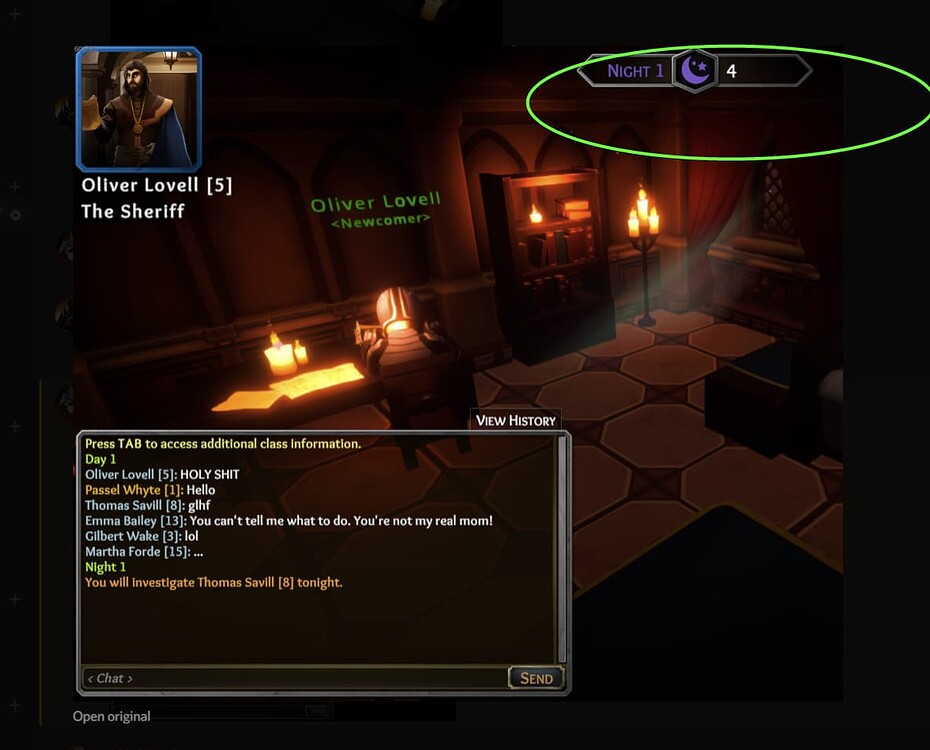 Oliver Lovell [5]
The Sheriff
NIGHT 1
4
Oliver Lovell
<Newcomer>
VIEW HISTORY
Press TAB to access additional class information.
Day 1
Oliver Lovell [5]: HOLY SHIT
Passel Whyte [1]: Hello
Thomas Savill [8]: glhf
Emma Bailey [13]: You can't tell me what to do. You're not my real mom!
Gilbert Wake [3]: lol
Martha Forde [15]: ...
Night 1
You will investigate Thomas Savill [8] tonight.
< Chat >
SEND
Open original